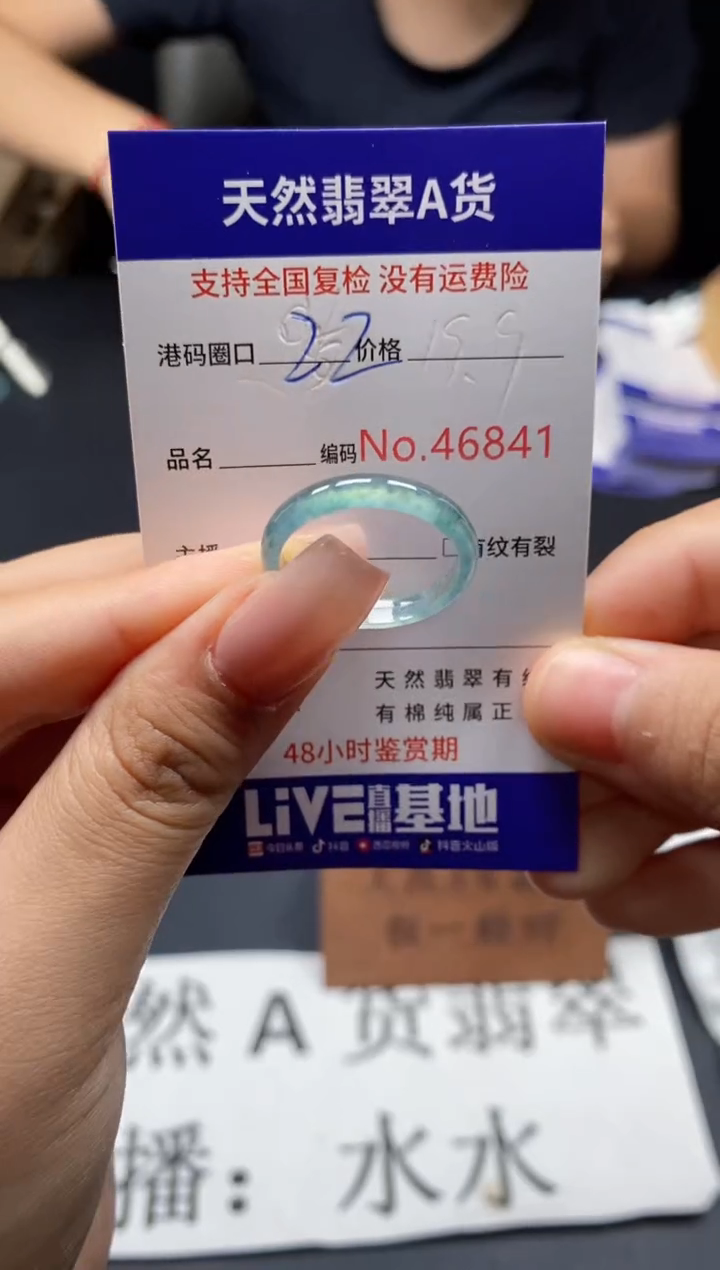 天然翡翠A货
支持全国复检 没有运费险
港码圈口 22 价格
品名 编码No.46841
主播 □有纹有裂
天然翡翠有
有棉纯属正
48小时鉴赏期
LiVE直播基地
今日头条 抖音 西瓜视频 抖音火山版
然A货翡翠
播：水水